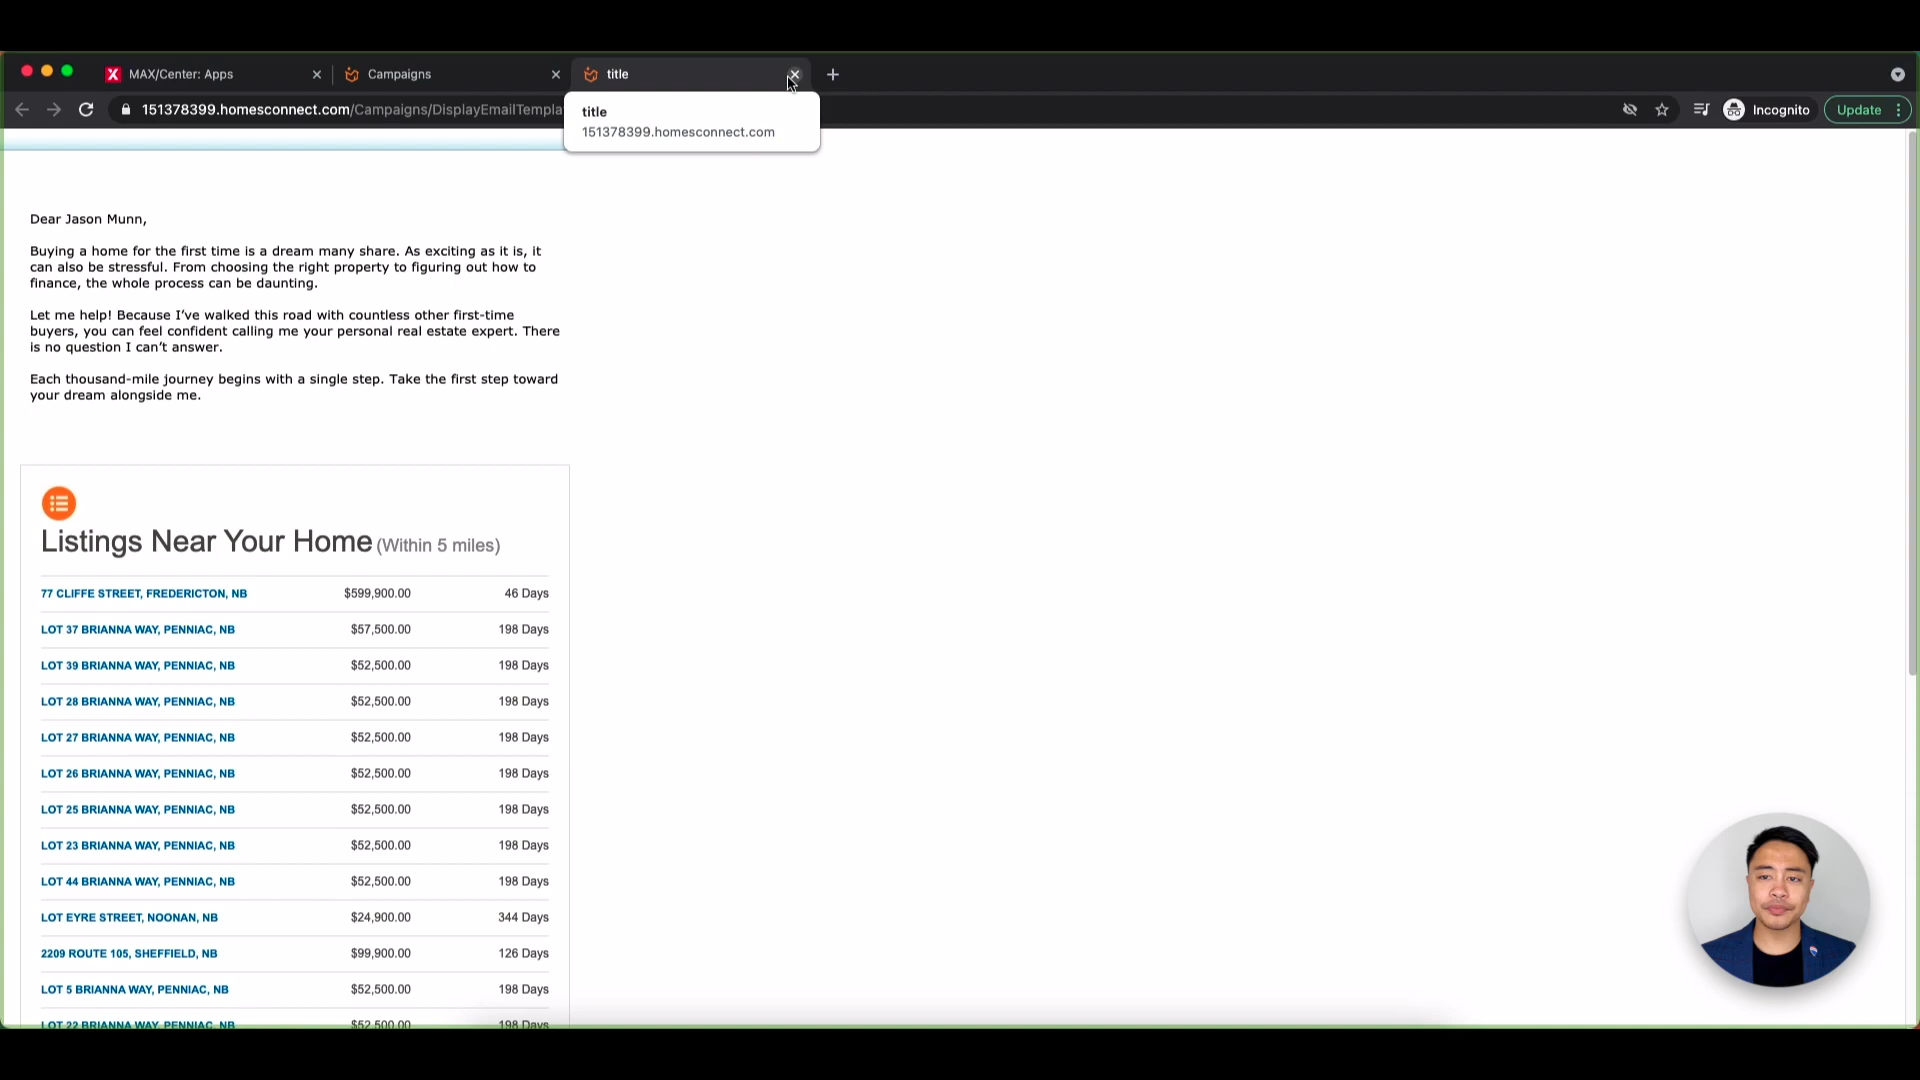 MAX/Center: Apps
Campaigns
title
151378399.homesconnect.com/Campaigns/DisplayEmailTempla
Incognito
Update
title
151378399.homesconnect.com
Dear Jason Munn,
Buying a home for the first time is a dream many share. As exciting as it is, it
can also be stressful. From choosing the right property to figuring out how to
finance, the whole process can be daunting.
Let me help! Because I’ve walked this road with countless other first-time
buyers, you can feel confident calling me your personal real estate expert. There
is no question I can’t answer.
Each thousand-mile journey begins with a single step. Take the first step toward
your dream alongside me.
Listings Near Your Home (Within 5 miles)
77 CLIFFE STREET, FREDERICTON, NB $599,900.00 46 Days
LOT 37 BRIANNA WAY, PENNIAC, NB $57,500.00 198 Days
LOT 39 BRIANNA WAY, PENNIAC, NB $52,500.00 198 Days
LOT 28 BRIANNA WAY, PENNIAC, NB $52,500.00 198 Days
LOT 27 BRIANNA WAY, PENNIAC, NB $52,500.00 198 Days
LOT 26 BRIANNA WAY, PENNIAC, NB $52,500.00 198 Days
LOT 25 BRIANNA WAY, PENNIAC, NB $52,500.00 198 Days
LOT 23 BRIANNA WAY, PENNIAC, NB $52,500.00 198 Days
LOT 44 BRIANNA WAY, PENNIAC, NB $52,500.00 198 Days
LOT EYRE STREET, NOONAN, NB $24,900.00 344 Days
2209 ROUTE 105, SHEFFIELD, NB $99,900.00 126 Days
LOT 5 BRIANNA WAY, PENNIAC, NB $52,500.00 198 Days
LOT 22 BRIANNA WAY, PENNIAC, NB $52,500.00 198 Days